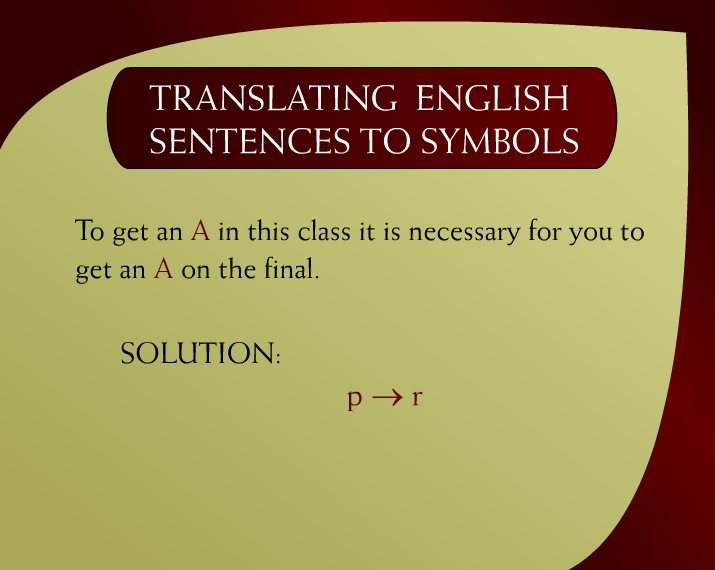 TRANSLATING ENGLISH
SENTENCES TO SYMBOLS
To get an A in this class it is necessary for you to
get an A on the final.
SOLUTION:
p → r